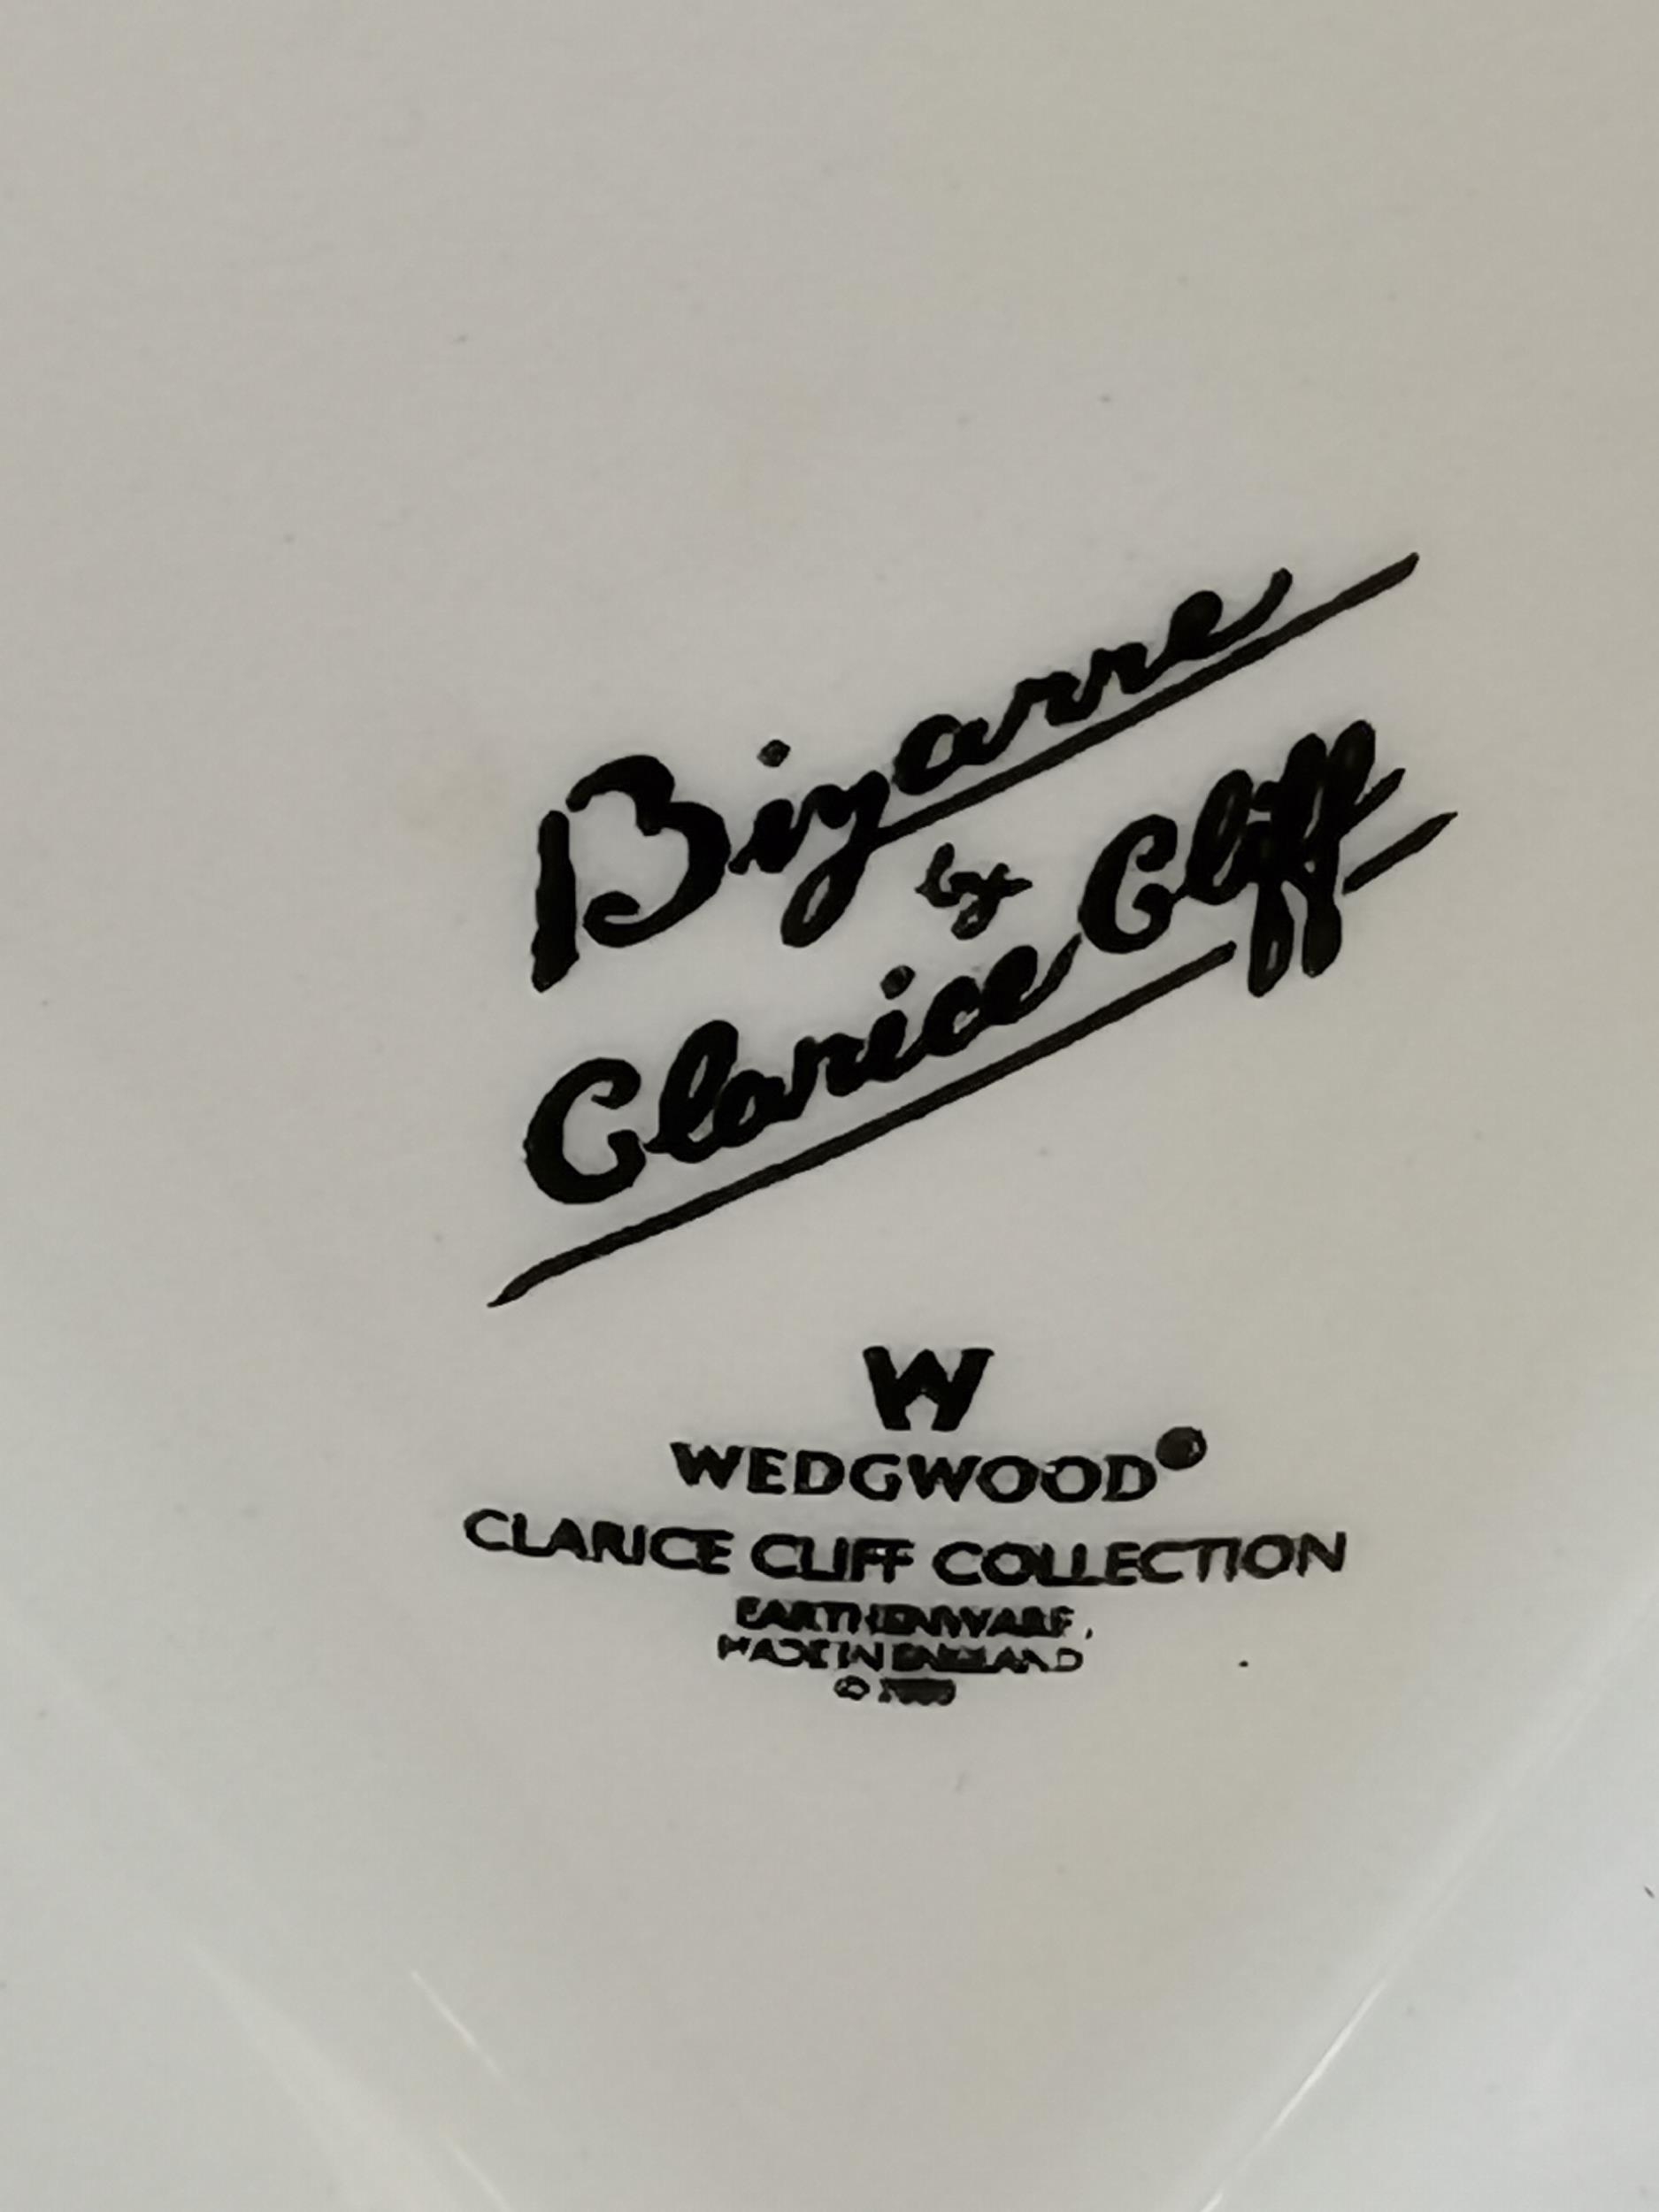 Bizarre
by
Clarice Cliff
W
WEDGWOOD®
CLARICE CLIFF COLLECTION
EARTHENWARE,
MADE IN ENGLAND
©